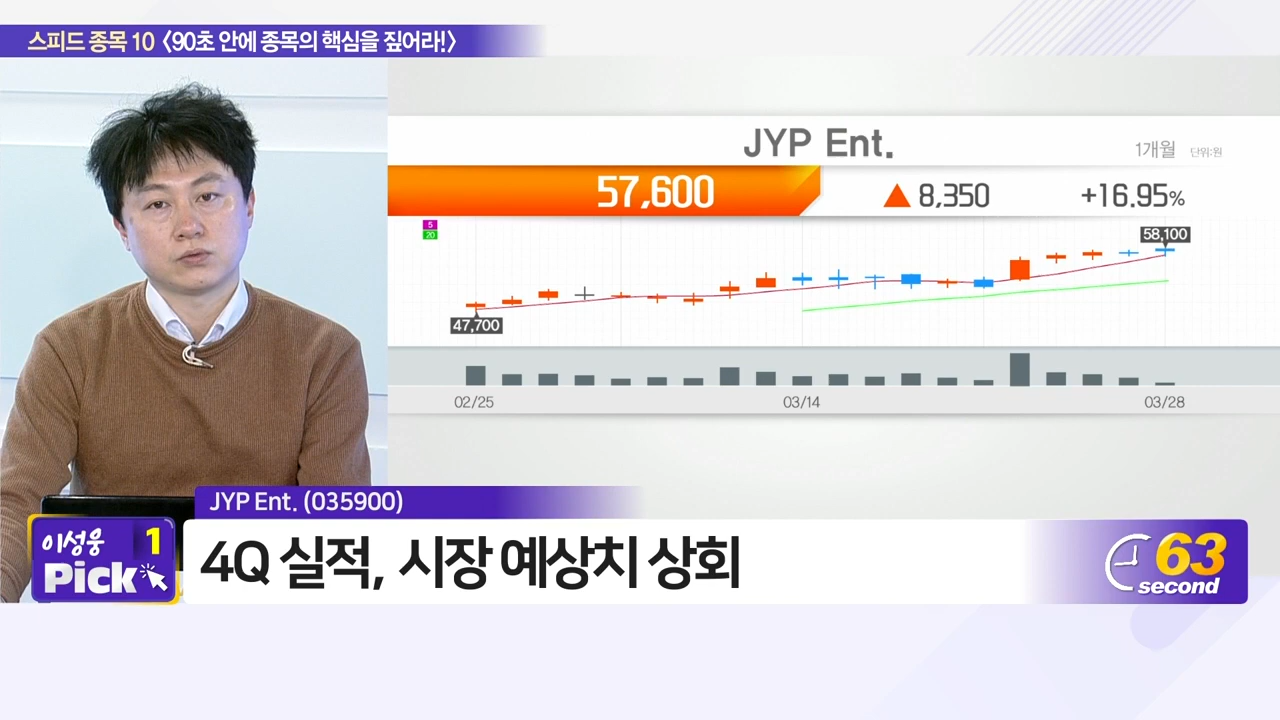 스피드 종목 10 〈90초 안에 종목의 핵심을 짚어라!〉
JYP Ent.
1개월 단위:원
57,600 ▲ 8,350 +16.95%
5
20
58,100
47,700
02/25 03/14 03/28
JYP Ent. (035900)
이성웅 1
Pick
4Q 실적, 시장 예상치 상회
63
second